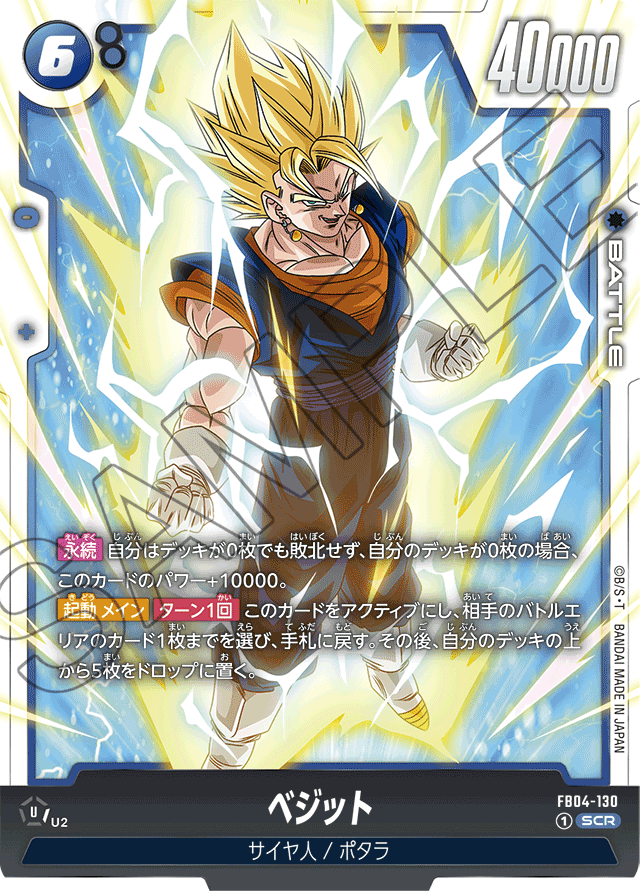 6
8
40000
BATTLE
SAMPLE
永続 自分はデッキが0枚でも敗北せず、自分のデッキが0枚の場合、
このカードのパワー+10000。
起動メイン ターン1回 このカードをアクティブにし、相手のバトルエ
リアのカード1枚までを選び、手札に戻す。その後、自分のデッキの上
から5枚をドロップに置く。
©B/S・T BANDAI MADE IN JAPAN
U U2
ベジット
FB04-130
1 SCR
サイヤ人 / ポタラ